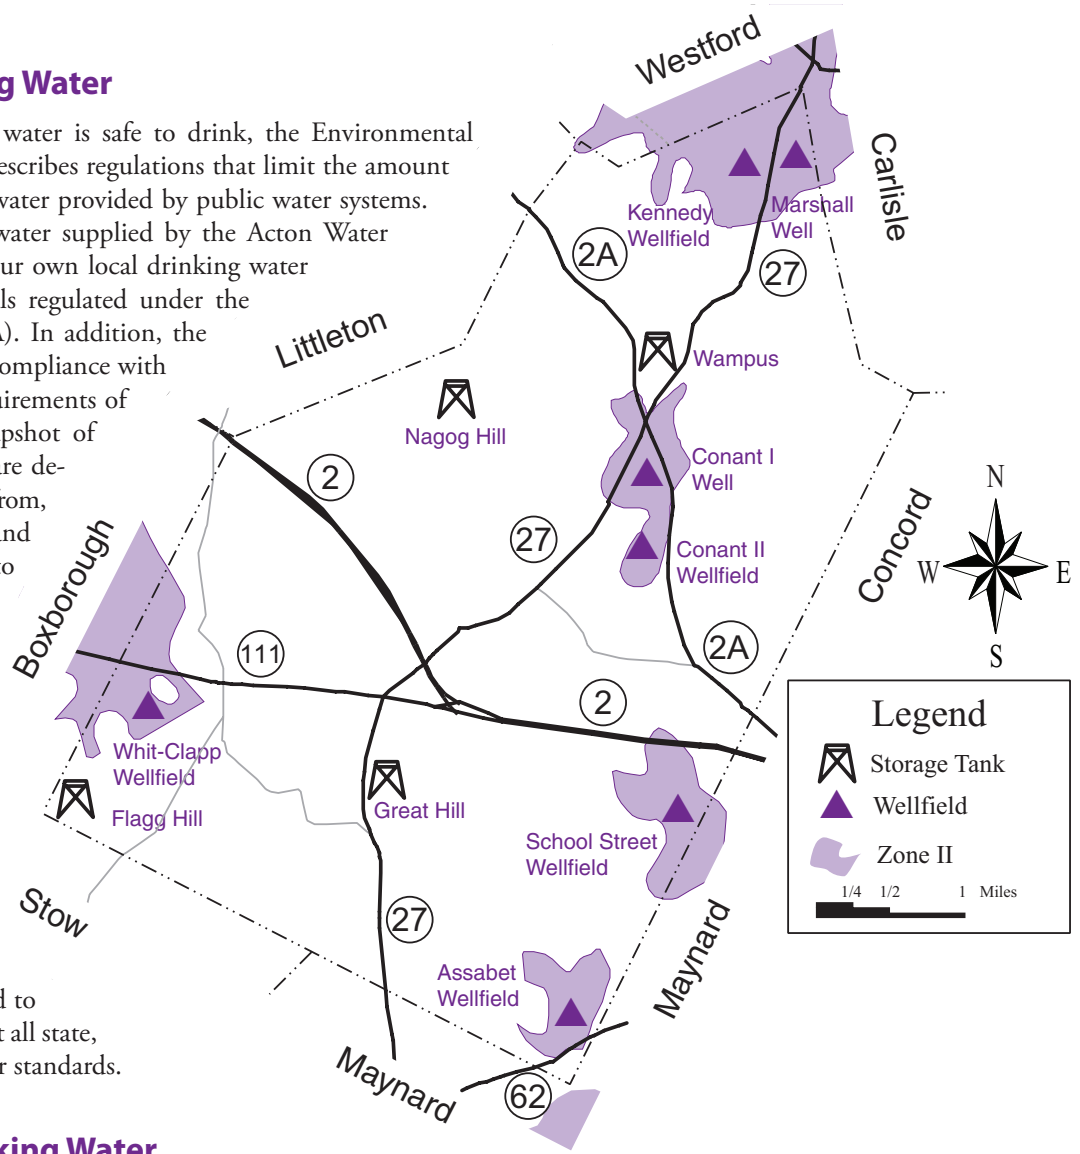 g Water
water is safe to drink, the Environmental
escribes regulations that limit the amount
water provided by public water systems.
water supplied by the Acton Water
ur own local drinking water
ls regulated under the
A). In addition, the
ompliance with
uirements of
pshot of
are de-
rom,
and
to
d to
t all state,
r standards.
king Water
Westford
Carlisle
Kennedy
Wellfield
Marshall
Well
2A
27
Littleton
Wampus
Nagog Hill
2
Conant I
Well
27
Conant II
Wellfield
Concord
N
W
E
S
Boxborough
111
2A
2
Whit-Clapp
Wellfield
Flagg Hill
Great Hill
School Street
Wellfield
Stow
27
Assabet
Wellfield
Maynard
Maynard
62
Legend
Storage Tank
Wellfield
Zone II
1/4 1/2 1 Miles